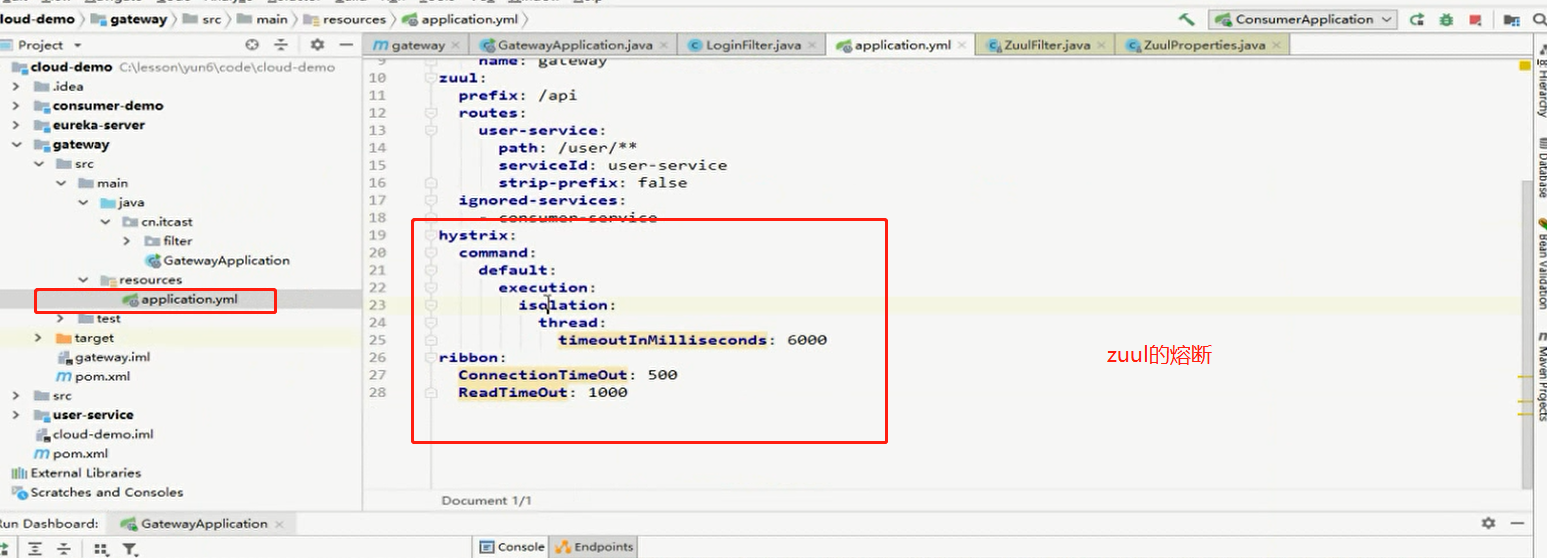 loud-demo gateway src main resources application.yml ConsumerApplication
Project gateway GatewayApplication.java LoginFilter.java application.yml ZuulFilter.java ZuulProperties.java
cloud-demo C:\lesson\yun6\code\cloud-demo
.idea
consumer-demo
eureka-server
gateway
src
main
java
cn.itcast
filter
GatewayApplication
resources
application.yml
test
target
gateway.iml
pom.xml
src
user-service
cloud-demo.iml
pom.xml
External Libraries
Scratches and Consoles
9 name: gateway
10 zuul:
11 prefix: /api
12 routes:
13 user-service:
14 path: /user/**
15 serviceId: user-service
16 strip-prefix: false
17 ignored-services:
18 - consumer-service
19 hystrix:
20 command:
21 default:
22 execution:
23 isolation:
24 thread:
25 timeoutInMilliseconds: 6000
26 ribbon:
27 ConnectionTimeOut: 500
28 ReadTimeOut: 1000
zuul的熔断
Document 1/1
Hierarchy
Database
Bean Validation
Maven Projects
un Dashboard: GatewayApplication
Console Endpoints